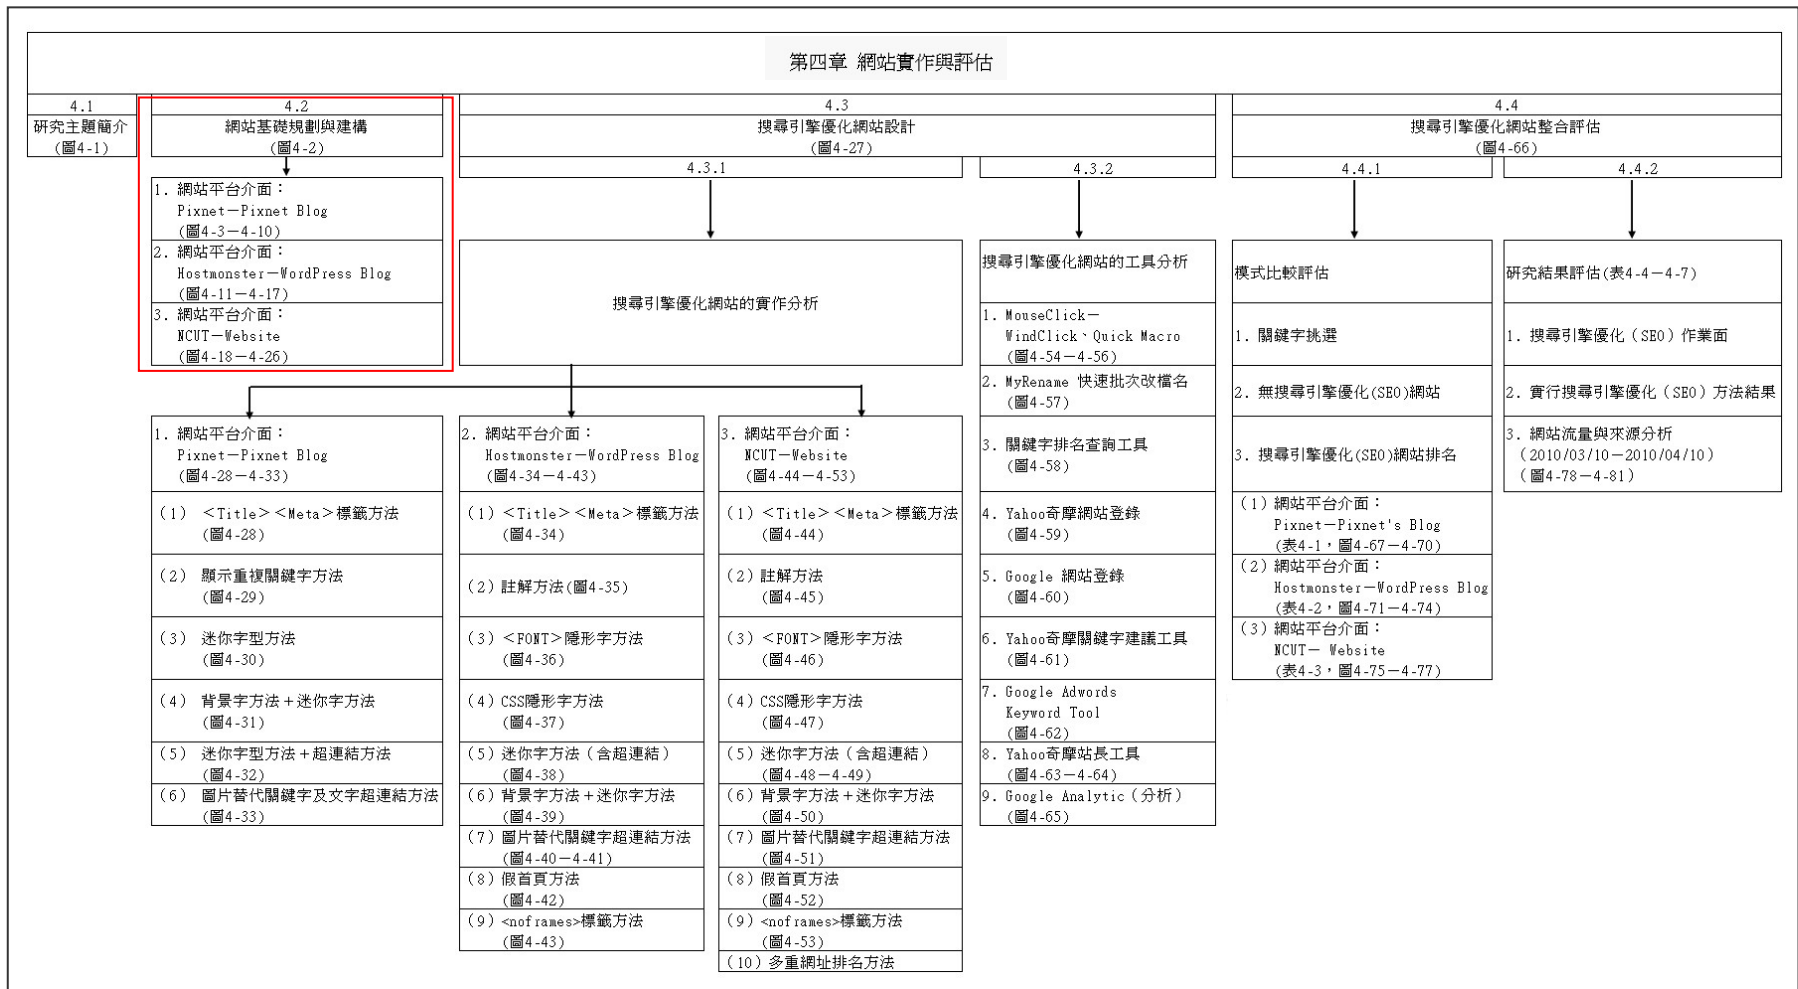 第四章 網站實作與評估
4.1
研究主題簡介
(圖4-1)
4.2
網站基礎規劃與建構
(圖4-2)
1. 網站平台介面：
Pixnet－Pixnet Blog
(圖4-3－4-10)
2. 網站平台介面：
Hostmonster－WordPress Blog
(圖4-11－4-17)
3. 網站平台介面：
NCUT－Website
(圖4-18－4-26)
4.3
搜尋引擎優化網站設計
(圖4-27)
4.3.1
搜尋引擎優化網站的實作分析
1. 網站平台介面：
Pixnet－Pixnet Blog
(圖4-28－4-33)
(1) ＜Title＞＜Meta＞標籤方法
(圖4-28)
(2) 顯示重複關鍵字方法
(圖4-29)
(3) 迷你字型方法
(圖4-30)
(4) 背景字方法＋迷你字方法
(圖4-31)
(5) 迷你字型方法＋超連結方法
(圖4-32)
(6) 圖片替代關鍵字及文字超連結方法
(圖4-33)
2. 網站平台介面：
Hostmonster－WordPress Blog
(圖4-34－4-43)
(1)＜Title＞＜Meta＞標籤方法
(圖4-34)
(2)註解方法(圖4-35)
(3)＜FONT＞隱形字方法
(圖4-36)
(4)CSS隱形字方法
(圖4-37)
(5)迷你字方法（含超連結）
(圖4-38)
(6)背景字方法＋迷你字方法
(圖4-39)
(7)圖片替代關鍵字超連結方法
(圖4-40－4-41)
(8)假首頁方法
(圖4-42)
(9)<noframes>標籤方法
(圖4-43)
3. 網站平台介面：
NCUT－Website
(圖4-44－4-53)
(1)＜Title＞＜Meta＞標籤方法
(圖4-44)
(2)註解方法
(圖4-45)
(3)＜FONT＞隱形字方法
(圖4-46)
(4)CSS隱形字方法
(圖4-47)
(5)迷你字方法（含超連結）
(圖4-48－4-49)
(6)背景字方法＋迷你字方法
(圖4-50)
(7)圖片替代關鍵字超連結方法
(圖4-51)
(8)假首頁方法
(圖4-52)
(9)<noframes>標籤方法
(圖4-53)
(10)多重網址排名方法
4.3.2
搜尋引擎優化網站的工具分析
1. MouseClick－
WindClick、Quick Macro
(圖4-54－4-56)
2. MyRename 快速批次改檔名
(圖4-57)
3. 關鍵字排名查詢工具
(圖4-58)
4. Yahoo奇摩網站登錄
(圖4-59)
5. Google 網站登錄
(圖4-60)
6. Yahoo奇摩關鍵字建議工具
(圖4-61)
7. Google Adwords
Keyword Tool
(圖4-62)
8. Yahoo奇摩站長工具
(圖4-63－4-64)
9. Google Analytic（分析）
(圖4-65)
4.4
搜尋引擎優化網站整合評估
(圖4-66)
4.4.1
模式比較評估
1. 關鍵字挑選
2. 無搜尋引擎優化(SEO)網站
3. 搜尋引擎優化(SEO)網站排名
(1)網站平台介面：
Pixnet－Pixnet's Blog
(表4-1，圖4-67－4-70)
(2)網站平台介面：
Hostmonster－WordPress Blog
(表4-2，圖4-71－4-74)
(3)網站平台介面：
NCUT－ Website
(表4-3，圖4-75－4-77)
4.4.2
研究結果評估(表4-4－4-7)
1. 搜尋引擎優化（SEO）作業面
2. 實行搜尋引擎優化（SEO）方法結果
3. 網站流量與來源分析
（2010/03/10－2010/04/10）
（圖4-78－4-81）